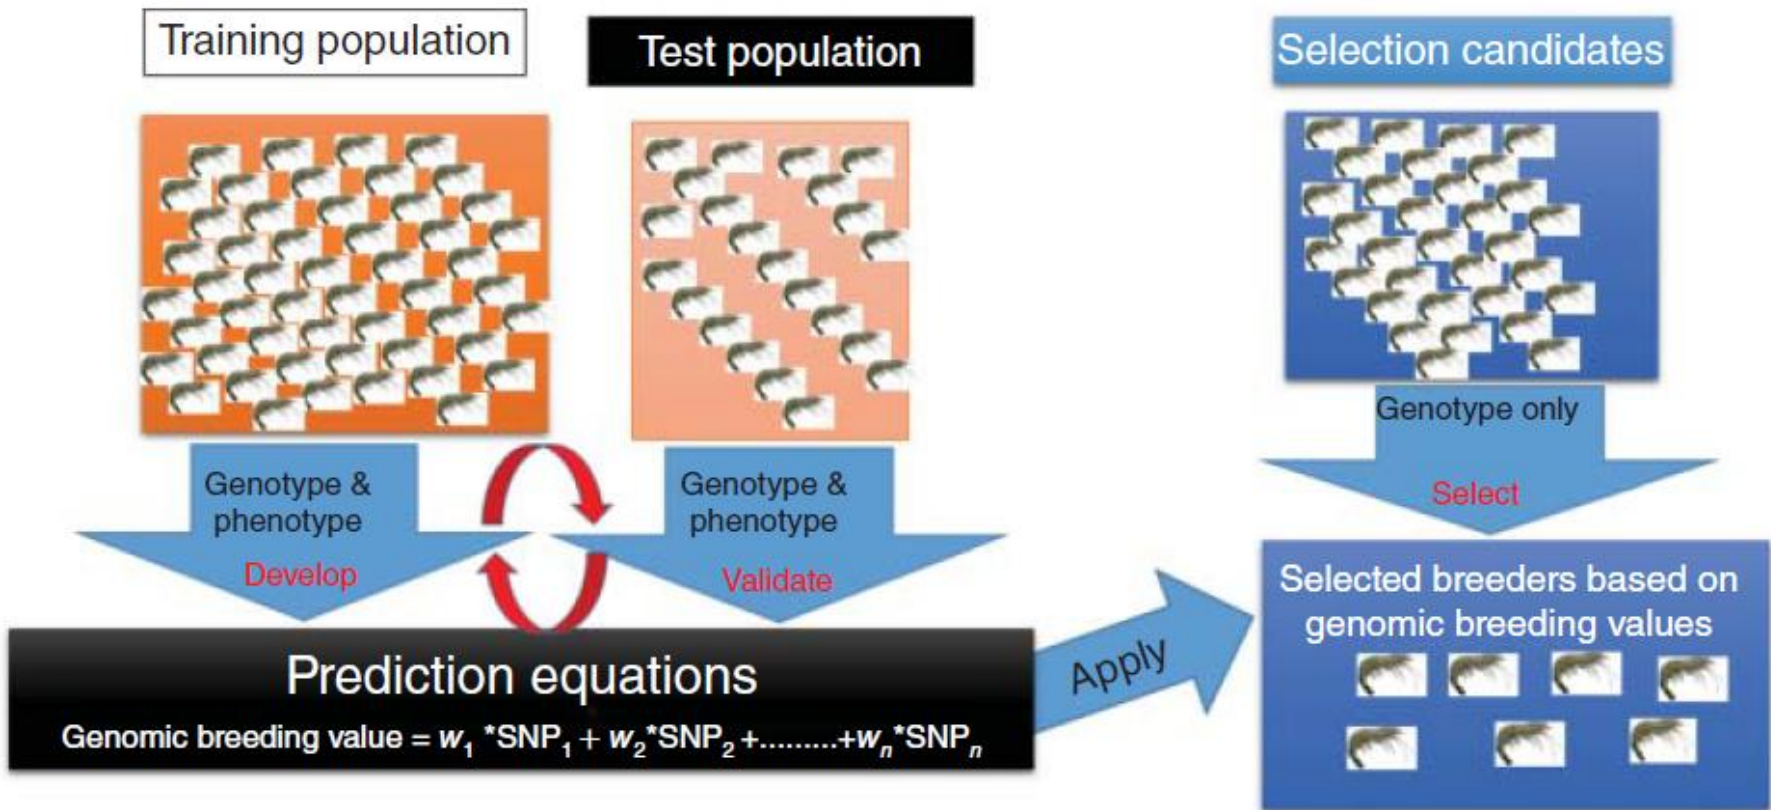 Training population
Test population
Selection candidates
Genotype &
phenotype
Develop
Genotype &
phenotype
Validate
Genotype only
Select
Prediction equations
Genomic breeding value = w₁ *SNP₁ + w₂*SNP₂ +.........+wₙ*SNPₙ
Apply
Selected breeders based on
genomic breeding values